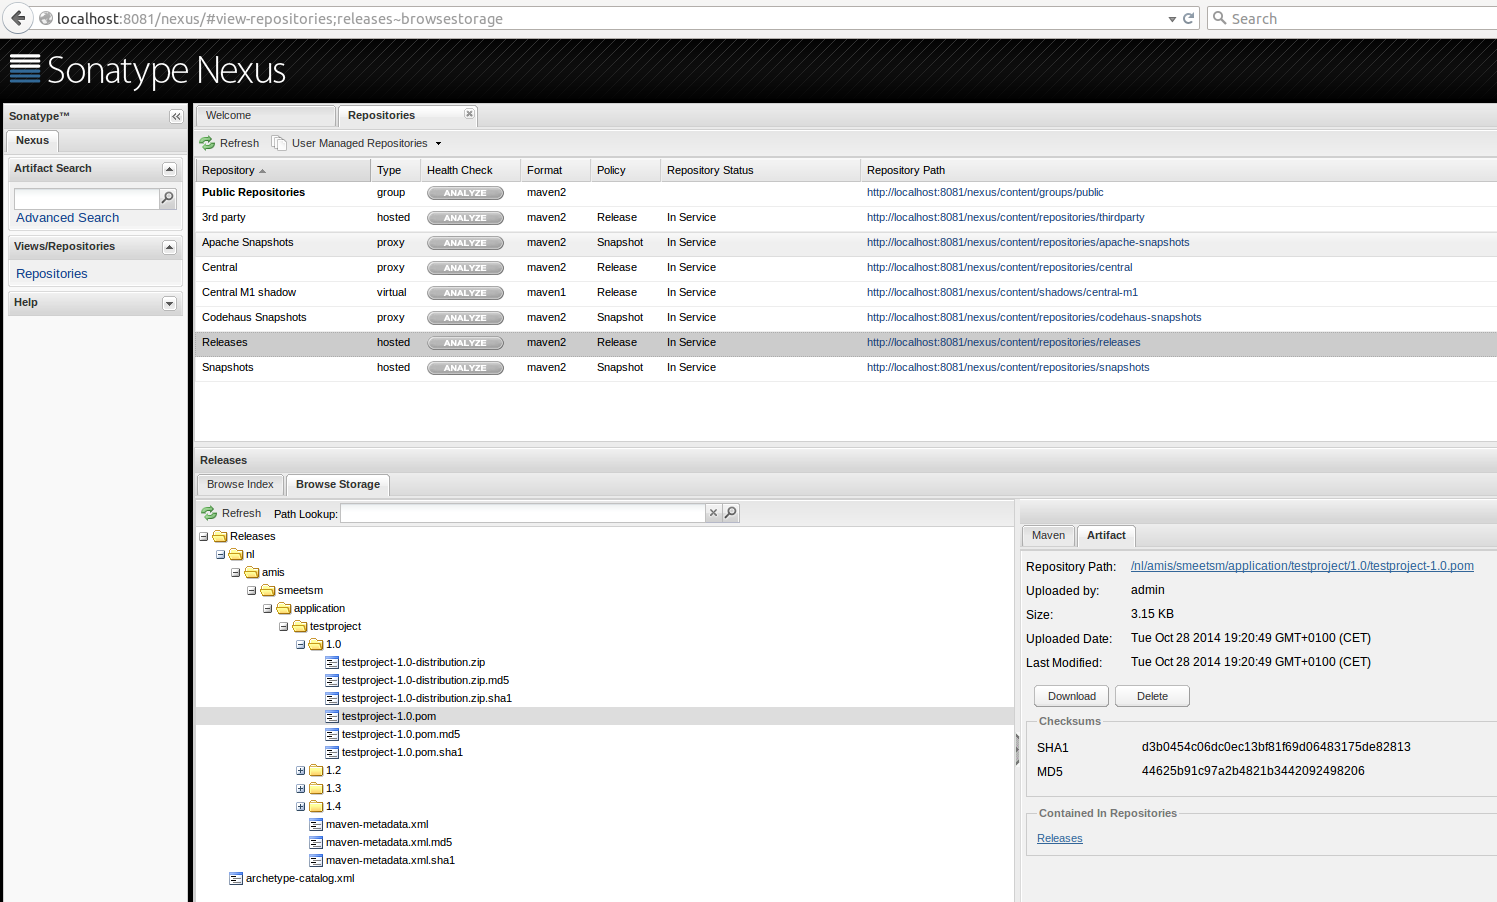 localhost:8081/nexus/#view-repositories;releases~browsestorage
Search
Sonatype Nexus
Sonatype™
Nexus
Artifact Search
Advanced Search
Views/Repositories
Repositories
Help
Welcome
Repositories
Refresh
User Managed Repositories
Repository Type Health Check Format Policy Repository Status Repository Path
Public Repositories group ANALYZE maven2 http://localhost:8081/nexus/content/groups/public
3rd party hosted ANALYZE maven2 Release In Service http://localhost:8081/nexus/content/repositories/thirdparty
Apache Snapshots proxy ANALYZE maven2 Snapshot In Service http://localhost:8081/nexus/content/repositories/apache-snapshots
Central proxy ANALYZE maven2 Release In Service http://localhost:8081/nexus/content/repositories/central
Central M1 shadow virtual ANALYZE maven1 Release In Service http://localhost:8081/nexus/content/shadows/central-m1
Codehaus Snapshots proxy ANALYZE maven2 Snapshot In Service http://localhost:8081/nexus/content/repositories/codehaus-snapshots
Releases hosted ANALYZE maven2 Release In Service http://localhost:8081/nexus/content/repositories/releases
Snapshots hosted ANALYZE maven2 Snapshot In Service http://localhost:8081/nexus/content/repositories/snapshots
Releases
Browse Index
Browse Storage
Refresh
Path Lookup:
Releases
nl
amis
smeetsm
application
testproject
1.0
testproject-1.0-distribution.zip
testproject-1.0-distribution.zip.md5
testproject-1.0-distribution.zip.sha1
testproject-1.0.pom
testproject-1.0.pom.md5
testproject-1.0.pom.sha1
1.2
1.3
1.4
maven-metadata.xml
maven-metadata.xml.md5
maven-metadata.xml.sha1
archetype-catalog.xml
Maven
Artifact
Repository Path: /nl/amis/smeetsm/application/testproject/1.0/testproject-1.0.pom
Uploaded by: admin
Size: 3.15 KB
Uploaded Date: Tue Oct 28 2014 19:20:49 GMT+0100 (CET)
Last Modified: Tue Oct 28 2014 19:20:49 GMT+0100 (CET)
Download
Delete
Checksums
SHA1 d3b0454c06dc0ec13bf81f69d06483175de82813
MD5 44625b91c97a2b4821b3442092498206
Contained In Repositories
Releases